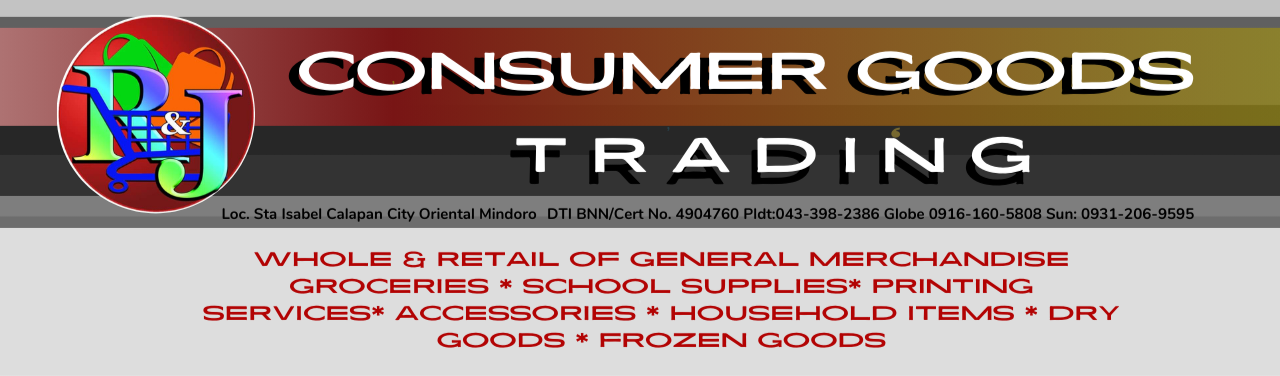 R&J
CONSUMER GOODS
TRADING
Loc. Sta Isabel Calapan City Oriental Mindoro DTI BNN/Cert No. 4904760 Pldt:043-398-2386 Globe 0916-160-5808 Sun: 0931-206-9595
WHOLE & RETAIL OF GENERAL MERCHANDISE
GROCERIES * SCHOOL SUPPLIES* PRINTING
SERVICES* ACCESSORIES * HOUSEHOLD ITEMS * DRY
GOODS * FROZEN GOODS